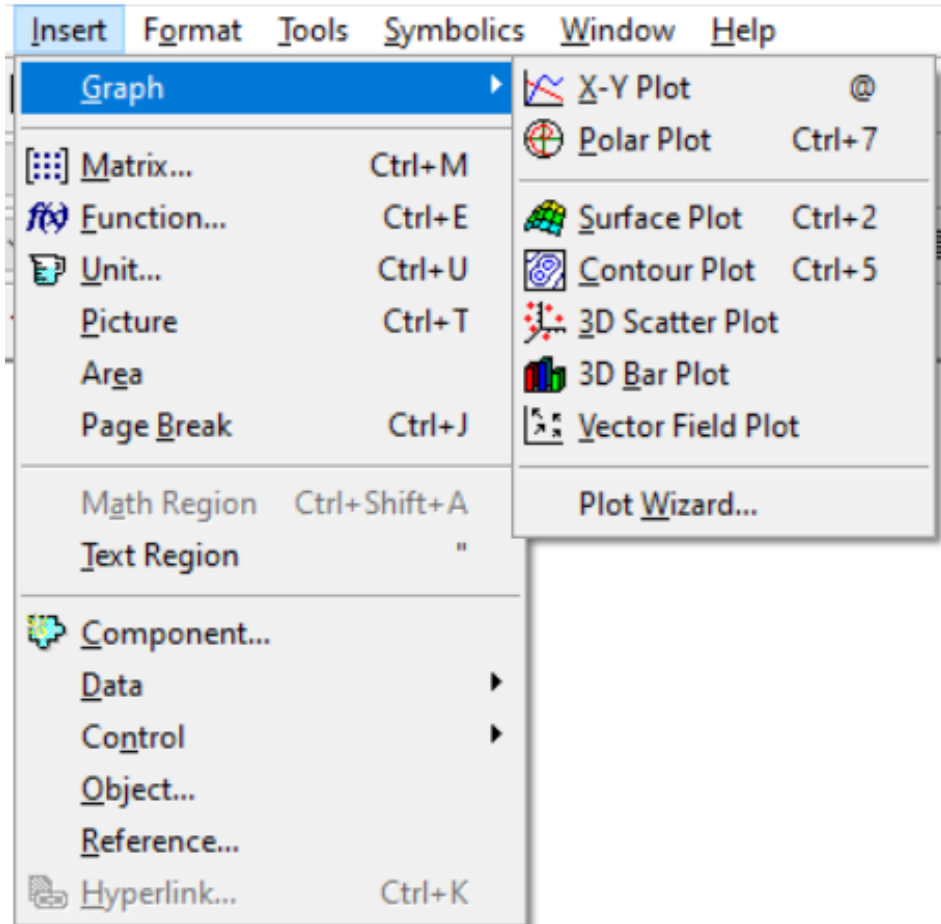 Insert Format Tools Symbolics Window Help
Graph
X-Y Plot @
Polar Plot Ctrl+7
Surface Plot Ctrl+2
Contour Plot Ctrl+5
3D Scatter Plot
3D Bar Plot
Vector Field Plot
Plot Wizard...
Matrix... Ctrl+M
f(x) Function... Ctrl+E
Unit... Ctrl+U
Picture Ctrl+T
Area
Page Break Ctrl+J
Math Region Ctrl+Shift+A
Text Region "
Component...
Data
Control
Object...
Reference...
Hyperlink... Ctrl+K